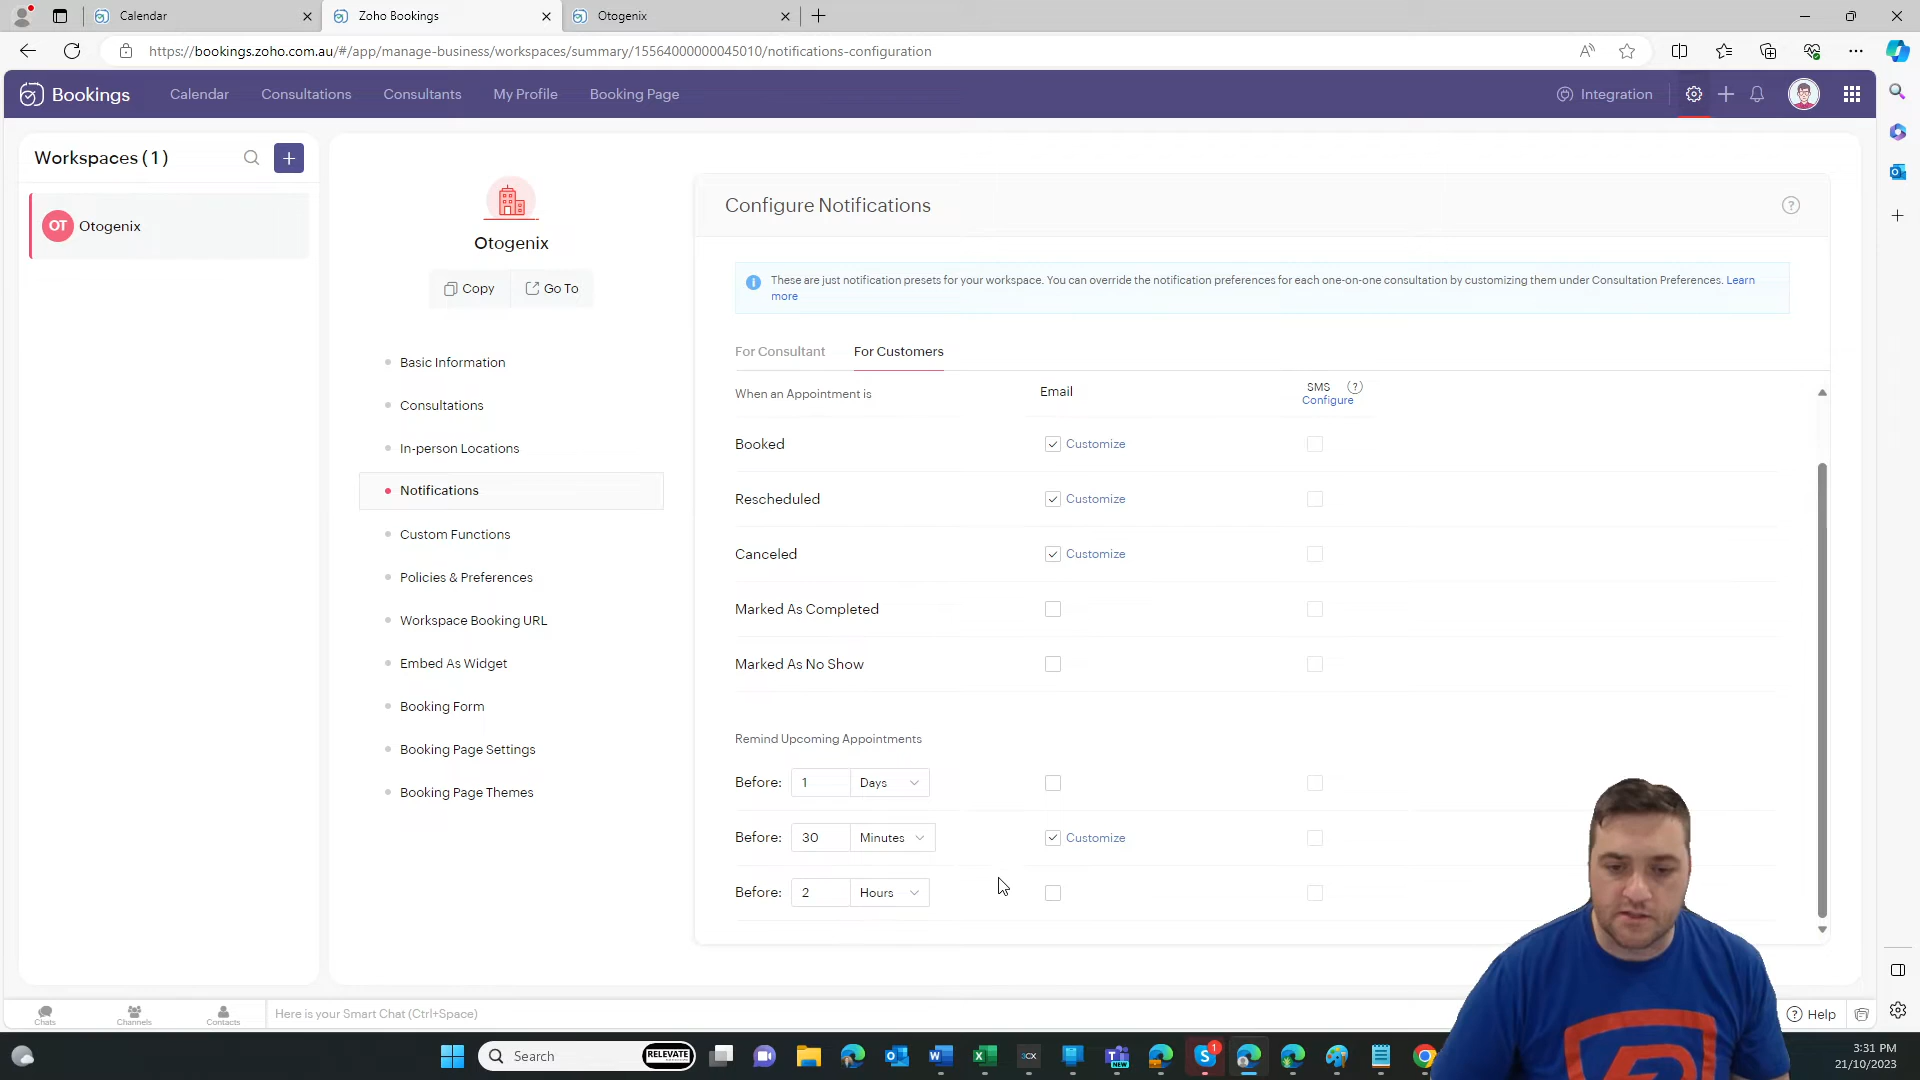 Calendar
Zoho Bookings
Otogenix
https://bookings.zoho.com.au/#/app/manage-business/workspaces/summary/15564000000045010/notifications-configuration
Bookings
Calendar
Consultations
Consultants
My Profile
Booking Page
Integration
Workspaces (1)
OT
Otogenix
Otogenix
Copy
Go To
Basic Information
Consultations
In-person Locations
Notifications
Custom Functions
Policies & Preferences
Workspace Booking URL
Embed As Widget
Booking Form
Booking Page Settings
Booking Page Themes
Configure Notifications
These are just notification presets for your workspace. You can override the notification preferences for each one-on-one consultation by customizing them under Consultation Preferences. Learn
more
For Consultant
For Customers
When an Appointment is
Email
SMS
Configure
Booked
Customize
Rescheduled
Customize
Canceled
Customize
Marked As Completed
Marked As No Show
Remind Upcoming Appointments
Before: 1 Days
Before: 30 Minutes
Customize
Before: 2 Hours
Chats
Channels
Contacts
Here is your Smart Chat (Ctrl+Space)
Help
Search
RELEVATE
3CX
NEW
1
3:31 PM
21/10/2023